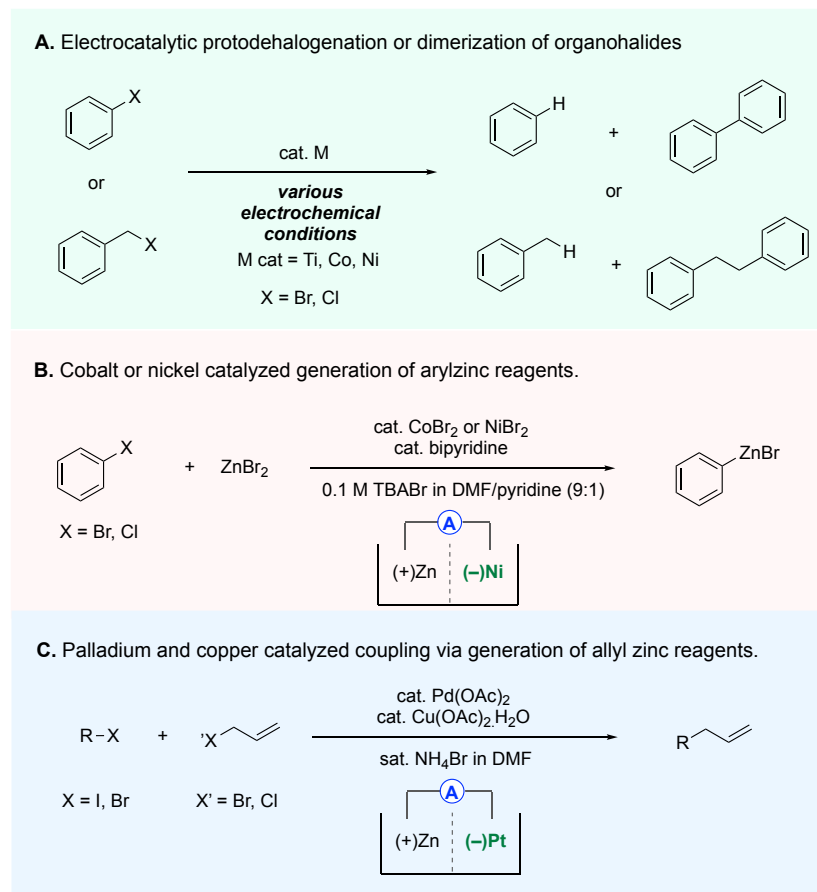 A. Electrocatalytic protodehalogenation or dimerization of organohalides
X
H
cat. M
+
or
various
or
electrochemical
conditions
X
H
M cat = Ti, Co, Ni
+
X = Br, Cl
B. Cobalt or nickel catalyzed generation of arylzinc reagents.
cat. CoBr2 or NiBr2
X
cat. bipyridine
ZnBr
+ ZnBr2
0.1 M TBABr in DMF/pyridine (9:1)
X = Br, Cl
A
(+)Zn (–)Ni
C. Palladium and copper catalyzed coupling via generation of allyl zinc reagents.
cat. Pd(OAc)2
cat. Cu(OAc)2.H2O
R–X + 'X
R
sat. NH4Br in DMF
X = I, Br X' = Br, Cl
A
(+)Zn (–)Pt